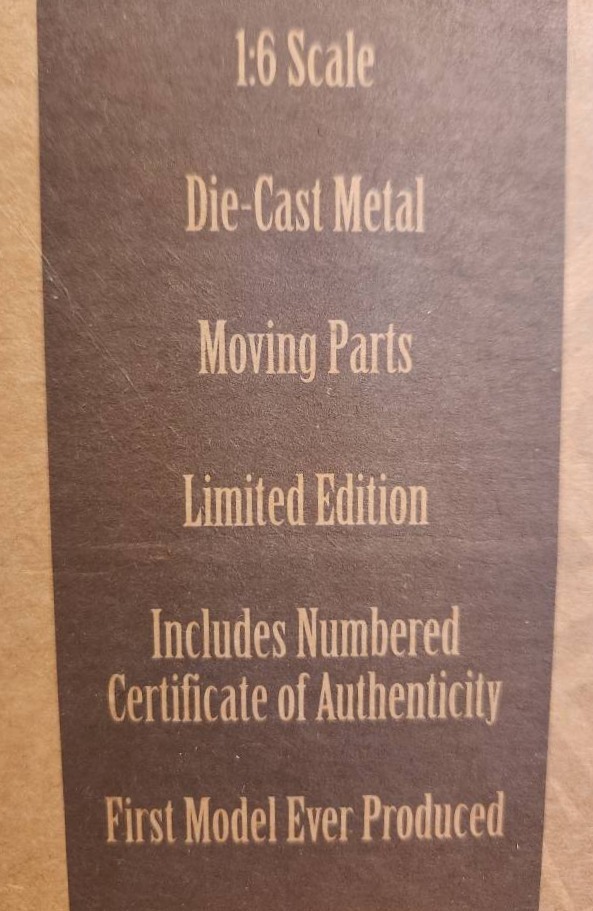 1:6 Scale
Die-Cast Metal
Moving Parts
Limited Edition
Includes Numbered
Certificate of Authenticity
First Model Ever Produced